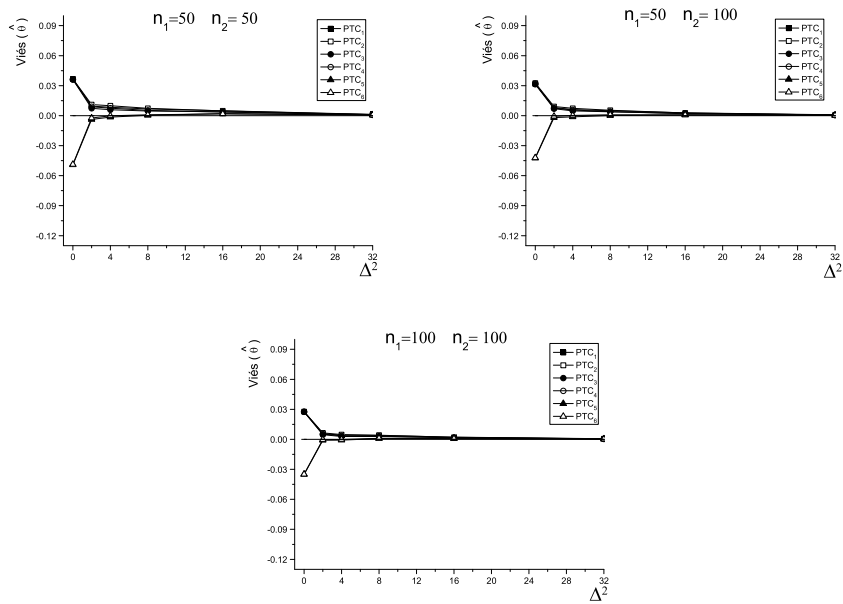 n1=50 n2= 50
Viés ( θ̂ )
0.09
0.06
0.03
0.00
-0.03
-0.06
-0.09
-0.12
0 4 8 12 16 20 24 28 32
Δ²
PTC1
PTC2
PTC3
PTC4
PTC5
PTC6
n1=50 n2= 100
Viés ( θ̂ )
0.09
0.06
0.03
0.00
-0.03
-0.06
-0.09
-0.12
0 4 8 12 16 20 24 28 32
Δ²
PTC1
PTC2
PTC3
PTC4
PTC5
PTC6
n1=100 n2= 100
Viés ( θ̂ )
0.09
0.06
0.03
0.00
-0.03
-0.06
-0.09
-0.12
0 4 8 12 16 20 24 28 32
Δ²
PTC1
PTC2
PTC3
PTC4
PTC5
PTC6